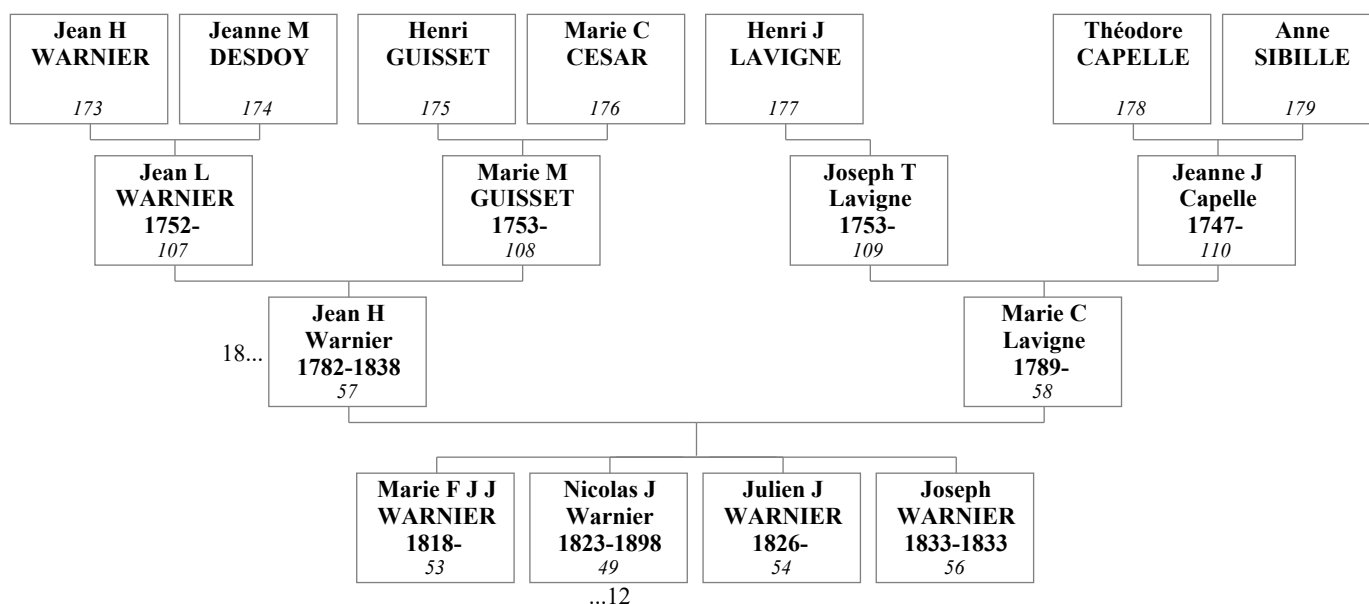 Jean H
WARNIER
173
Jeanne M
DESDOY
174
Henri
GUISSET
175
Marie C
CESAR
176
Henri J
LAVIGNE
177
Théodore
CAPELLE
178
Anne
SIBILLE
179
Jean L
WARNIER
1752-
107
Marie M
GUISSET
1753-
108
Joseph T
Lavigne
1753-
109
Jeanne J
Capelle
1747-
110
18...
Jean H
Warnier
1782-1838
57
Marie C
Lavigne
1789-
58
Marie F J J
WARNIER
1818-
53
Nicolas J
Warnier
1823-1898
49
Julien J
WARNIER
1826-
54
Joseph
WARNIER
1833-1833
56
...12